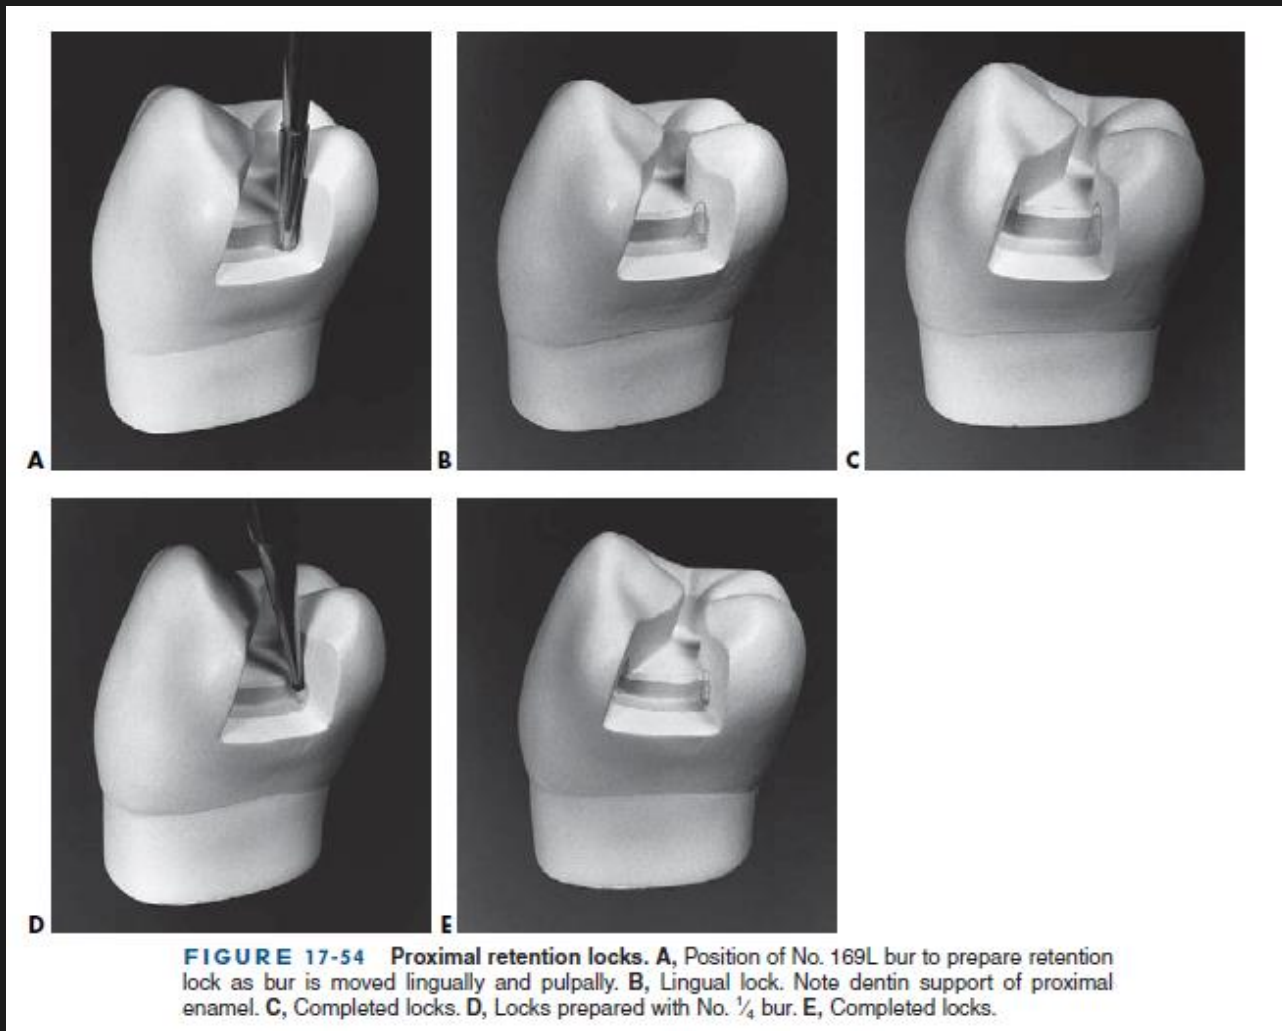 A
B
C
D
E
FIGURE 17-54 Proximal retention locks. A, Position of No. 169L bur to prepare retention
lock as bur is moved lingually and pulpally. B, Lingual lock. Note dentin support of proximal
enamel. C, Completed locks. D, Locks prepared with No. ¼ bur. E, Completed locks.